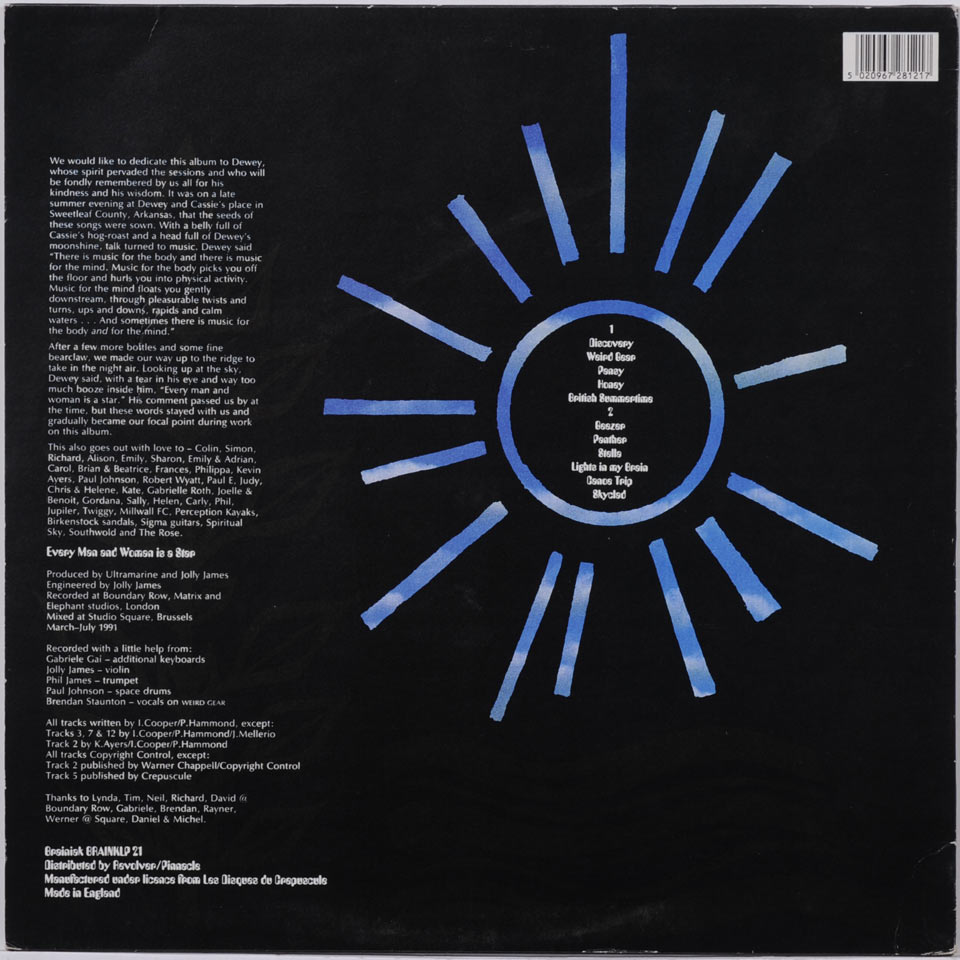 5 020967 281217
We would like to dedicate this album to Dewey,
whose spirit pervaded the sessions and who will
be fondly remembered by us all for his
kindness and his wisdom. It was on a late
summer evening at Dewey and Cassie's place in
Sweetleaf County, Arkansas, that the seeds of
these songs were sown. With a belly full of
Cassie's hog-roast and a head full of Dewey's
moonshine, talk turned to music. Dewey said
"There is music for the body and there is music
for the mind. Music for the body picks you off
the floor and hurls you into physical activity.
Music for the mind floats you gently
downstream, through pleasurable twists and
turns, ups and downs, rapids and calm
waters . . . And sometimes there is music for
the body and for the mind."
After a few more bottles and some fine
bearclaw, we made our way up to the ridge to
take in the night air. Looking up at the sky,
Dewey said, with a tear in his eye and way too
much booze inside him, "Every man and
woman is a star." His comment passed us by at
the time, but these words stayed with us and
gradually became our focal point during work
on this album.
This also goes out with love to – Colin, Simon,
Richard, Alison, Emily, Sharon, Emily & Adrian,
Carol, Brian & Beatrice, Frances, Philippa, Kevin
Ayers, Paul Johnson, Robert Wyatt, Paul E, Judy,
Chris & Helene, Kate, Gabrielle Roth, Joelle &
Benoit, Gordana, Sally, Helen, Carly, Phil,
Jupiler, Twiggy, Millwall FC, Perception Kayaks,
Birkenstock sandals, Sigma guitars, Spiritual
Sky, Southwold and The Rose.
Every Man and Woman is a Star
Produced by Ultramarine and Jolly James
Engineered by Jolly James
Recorded at Boundary Row, Matrix and
Elephant studios, London
Mixed at Studio Square, Brussels
March–July 1991
Recorded with a little help from:
Gabriele Gai – additional keyboards
Jolly James – violin
Phil James – trumpet
Paul Johnson – space drums
Brendan Staunton – vocals on WEIRD GEAR
All tracks written by I.Cooper/P.Hammond, except:
Tracks 3, 7 & 12 by I.Cooper/P.Hammond/J.Mellerio
Track 2 by K.Ayers/I.Cooper/P.Hammond
All tracks Copyright Control, except:
Track 2 published by Warner Chappell/Copyright Control
Track 5 published by Crepuscule
Thanks to Lynda, Tim, Neil, Richard, David @
Boundary Row, Gabriele, Brendan, Rayner,
Werner @ Square, Daniel & Michel.
Brainiak BRAINKLP 21
Distributed by Revolver/Pinnacle
Manufactured under licence from Les Disques du Crepuscule
Made in England
1
Discovery
Weird Gear
Pansy
Honey
British Summertime
2
Geezer
Panther
Stella
Lights in my Brain
Canoe Trip
Skyclad